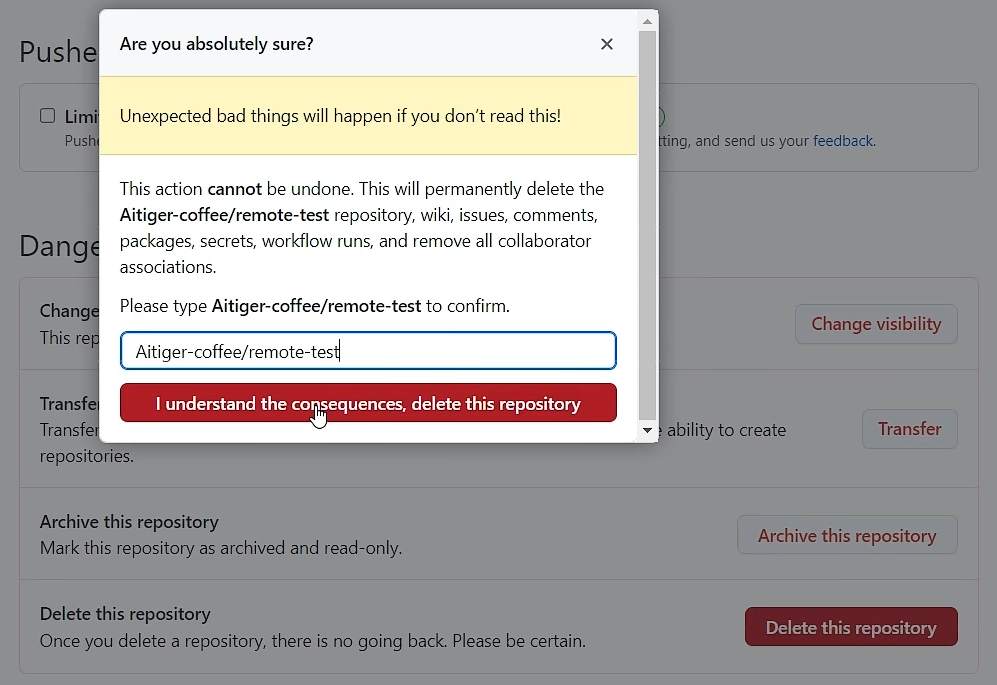 Are you absolutely sure?
Unexpected bad things will happen if you don't read this!
This action cannot be undone. This will permanently delete the
Aitiger-coffee/remote-test repository, wiki, issues, comments,
packages, secrets, workflow runs, and remove all collaborator
associations.
Please type Aitiger-coffee/remote-test to confirm.
Aitiger-coffee/remote-test
I understand the consequences, delete this repository
Pushe
Limi
Pushe
tting, and send us your feedback.
Dange
Change
This rep
Change visibility
Transfe
Transfer
ability to create
repositories.
Transfer
Archive this repository
Mark this repository as archived and read-only.
Archive this repository
Delete this repository
Once you delete a repository, there is no going back. Please be certain.
Delete this repository